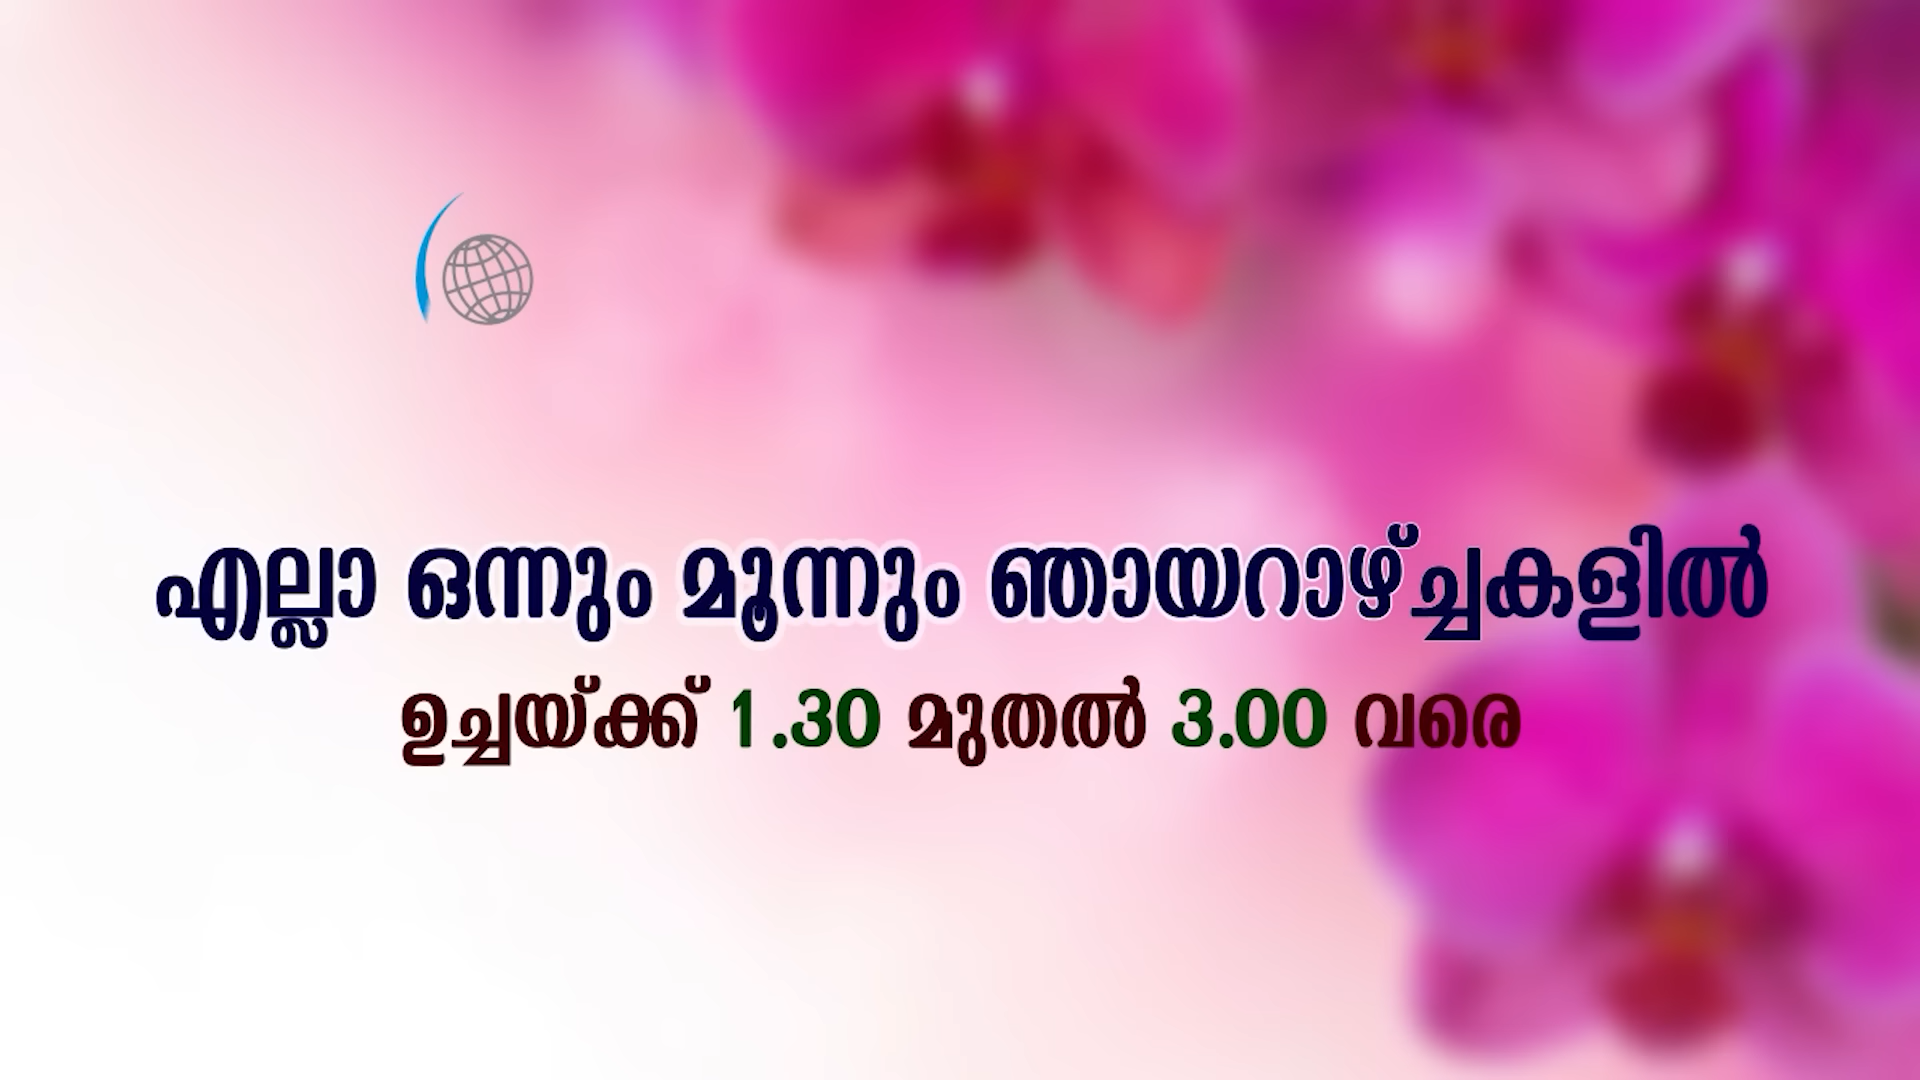 എല്ലാ ഒന്നും മൂന്നും ഞായറാഴ്ച്ചകളിൽ
ഉച്ചയ്ക്ക് 1.30 മുതൽ 3.00 വരെ